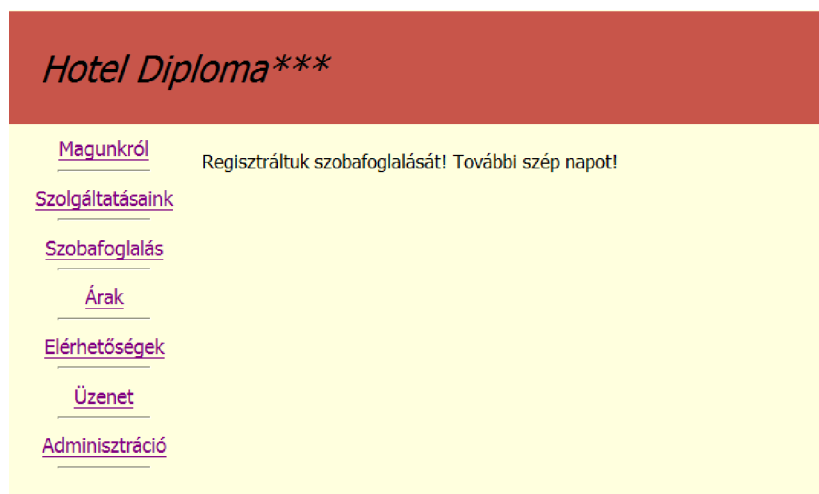 Hotel Diploma***
Magunkról
Regisztráltuk szobafoglalását! További szép napot!
Szolgáltatásaink
Szobafoglalás
Árak
Elérhetőségek
Üzenet
Adminisztráció